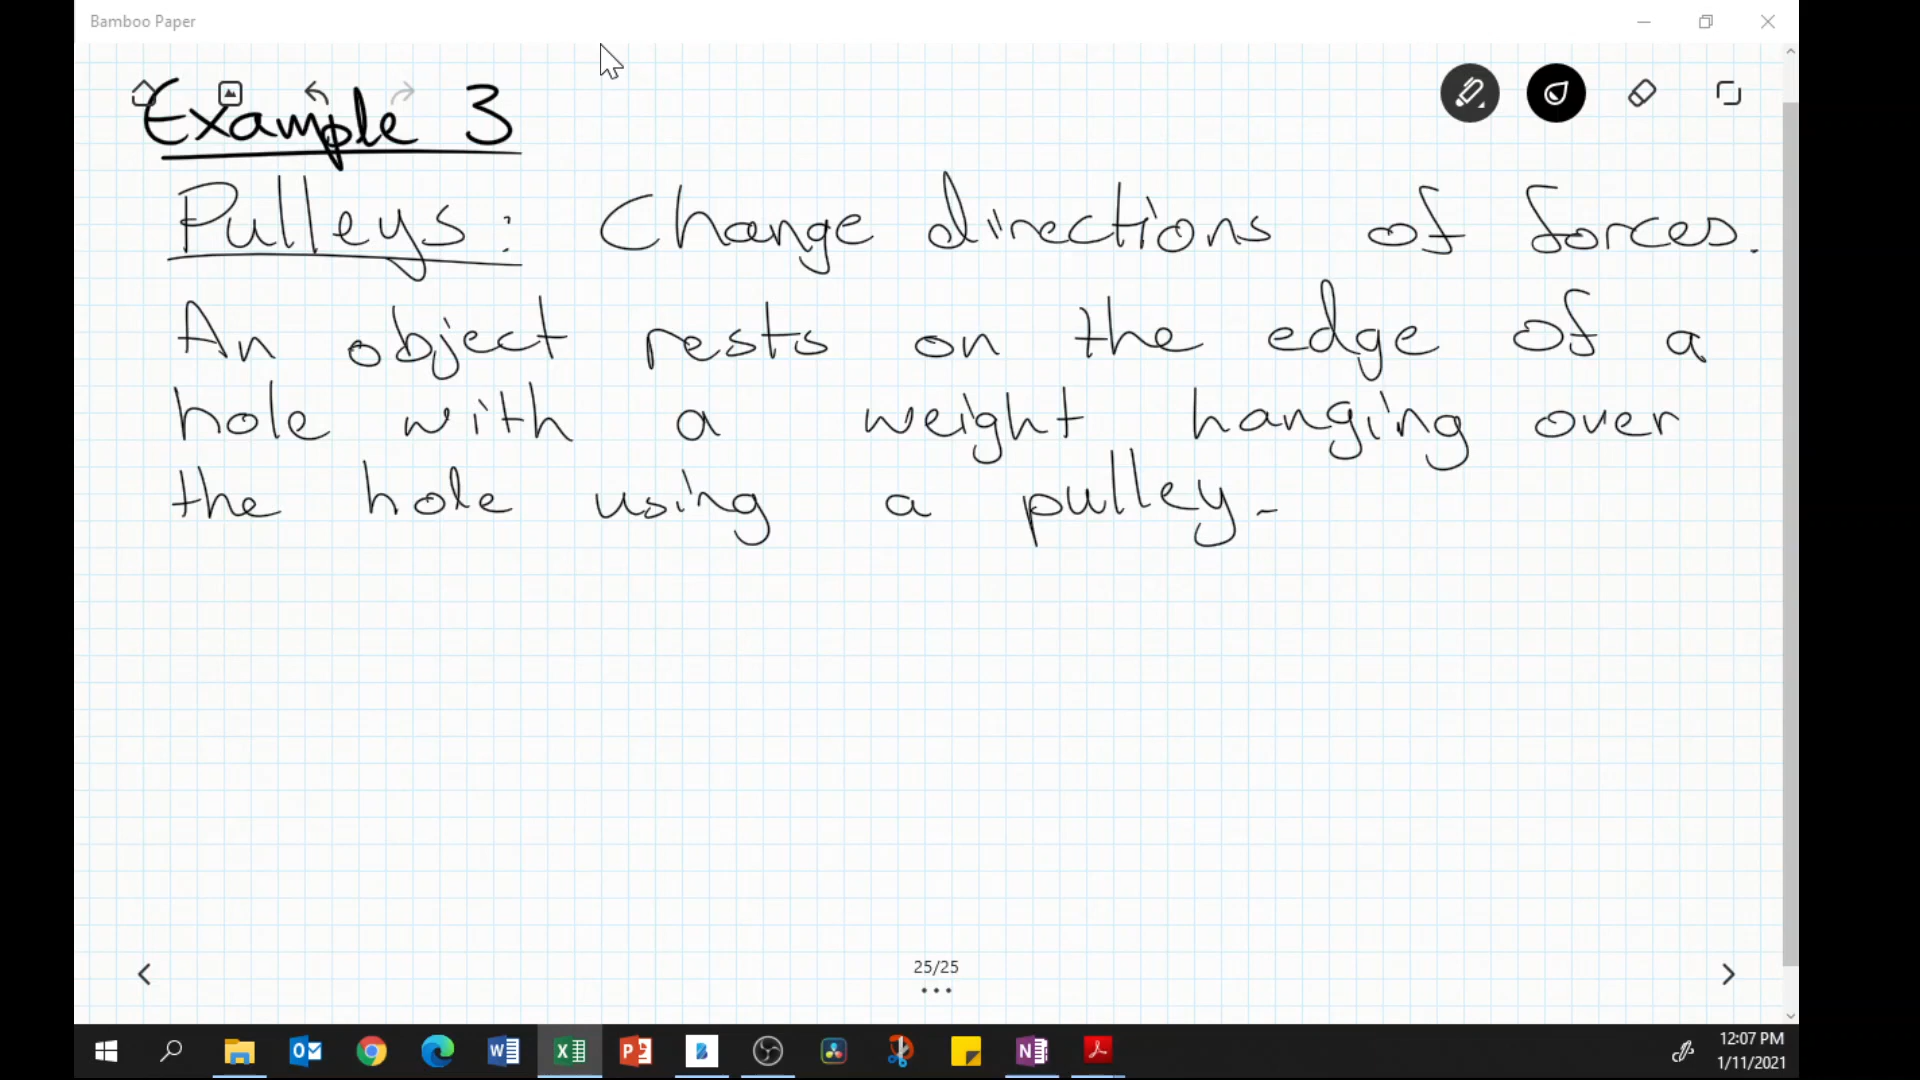 Bamboo Paper
Example 3
Pulleys: Change directions of forces.
An object rests on the edge of a
hole with a weight hanging over
the hole using a pulley.
25/25
12:07 PM
1/11/2021